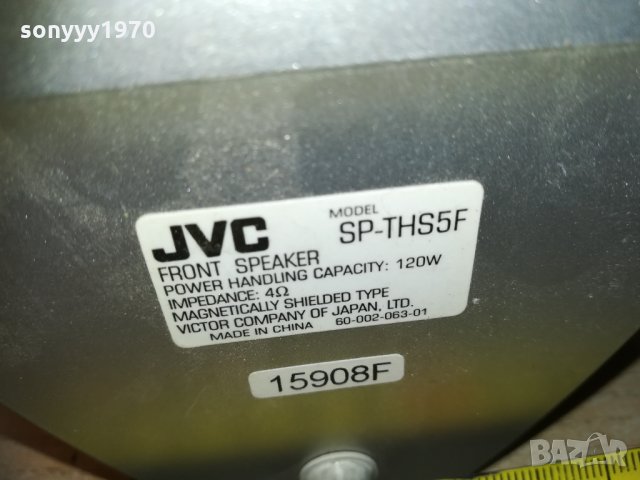 sonyyy1970
JVC MODEL SP-THS5F
FRONT SPEAKER
POWER HANDLING CAPACITY: 120W
IMPEDANCE: 4Ω
MAGNETICALLY SHIELDED TYPE
VICTOR COMPANY OF JAPAN, LTD.
MADE IN CHINA 60-002-063-01
15908F
BAZAR